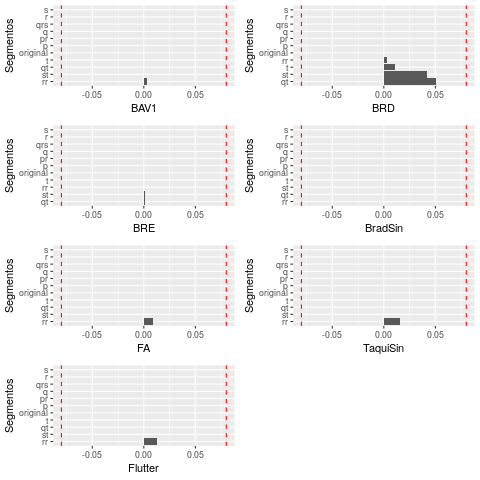 Segmentos
s
r
qrs
q
pr
p
original
t
qt
st
rr
-0.05 0.00 0.05
BAV1
Segmentos
s
r
qrs
q
pr
p
original
t
qt
st
rr
-0.05 0.00 0.05
BRD
Segmentos
s
r
qrs
q
pr
p
original
t
rr
st
qt
-0.05 0.00 0.05
BRE
Segmentos
s
r
qrs
q
pr
p
original
t
qt
st
rr
-0.05 0.00 0.05
BradSin
Segmentos
s
r
qrs
q
pr
p
original
t
qt
st
rr
-0.05 0.00 0.05
FA
Segmentos
s
r
qrs
q
pr
p
original
t
qt
st
rr
-0.05 0.00 0.05
TaquiSin
Segmentos
s
r
qrs
q
pr
p
original
t
qt
st
rr
-0.05 0.00 0.05
Flutter